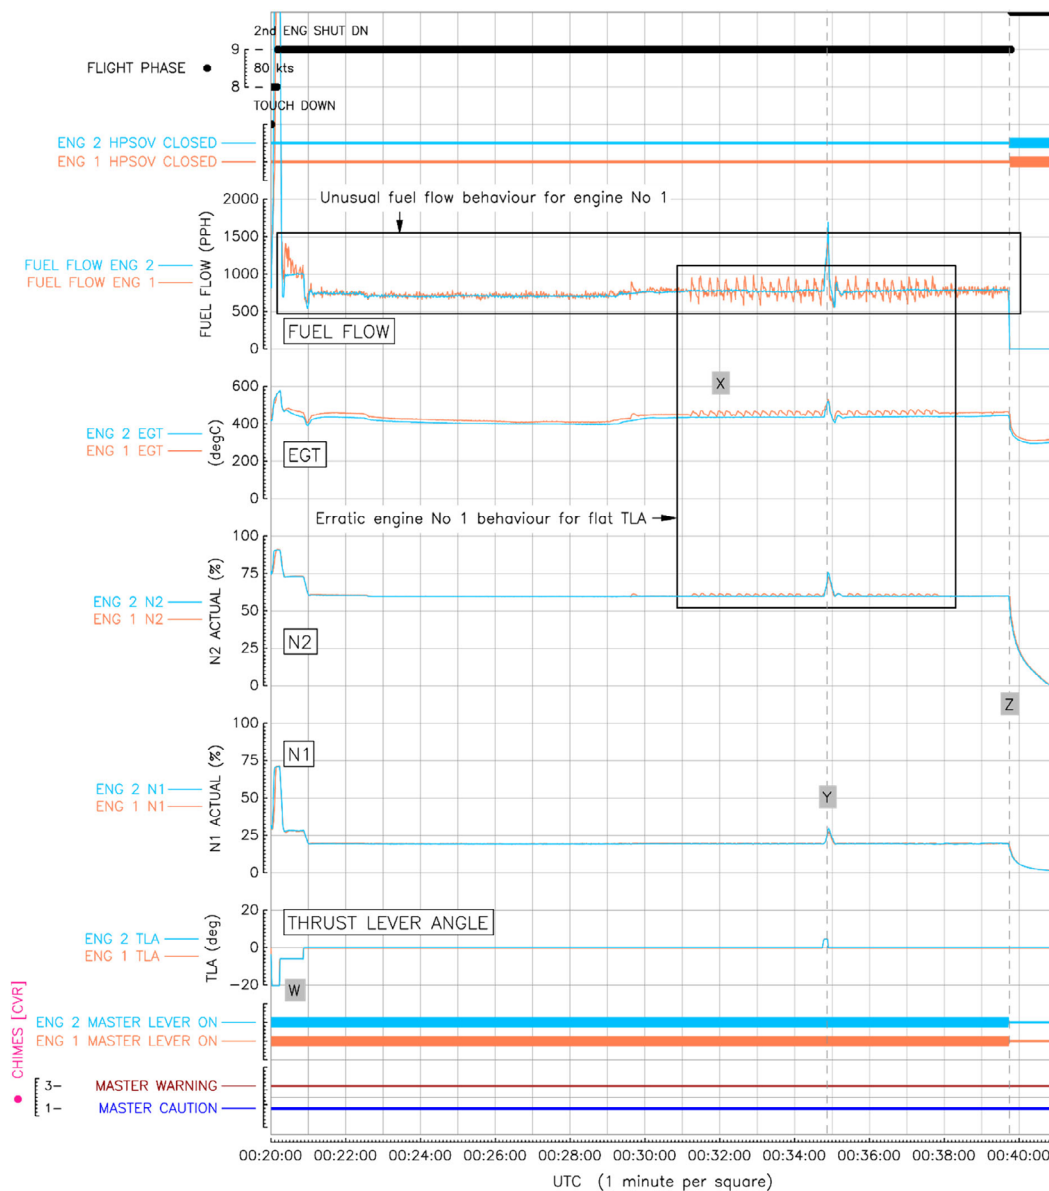 2nd ENG SHUT DN
9 -
FLIGHT PHASE ●
80 kts
8 -
TOUCH DOWN
ENG 2 HPSOV CLOSED
ENG 1 HPSOV CLOSED
Unusual fuel flow behaviour for engine No 1
FUEL FLOW (PPH)
2000
1500
1000
500
0
FUEL FLOW ENG 2
FUEL FLOW ENG 1
FUEL FLOW
X
EGT
(degC)
600
400
200
0
ENG 2 EGT
ENG 1 EGT
Erratic engine No 1 behaviour for flat TLA
N2 ACTUAL (%)
100
75
50
25
0
ENG 2 N2
ENG 1 N2
N2
Z
N1 ACTUAL (%)
100
75
50
25
0
N1
ENG 2 N1
ENG 1 N1
Y
TLA (deg)
20
0
-20
THRUST LEVER ANGLE
ENG 2 TLA
ENG 1 TLA
W
ENG 2 MASTER LEVER ON
ENG 1 MASTER LEVER ON
● CHIMES [CVR]
3-
MASTER WARNING
1-
MASTER CAUTION
00:20:00 00:22:00 00:24:00 00:26:00 00:28:00 00:30:00 00:32:00 00:34:00 00:36:00 00:38:00 00:40:00
UTC (1 minute per square)